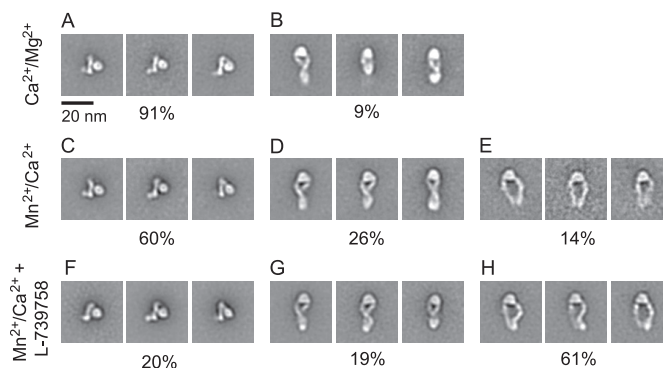 A
B
Ca²⁺/Mg²⁺
20 nm
91%
9%
C
D
E
Mn²⁺/Ca²⁺
60%
26%
14%
F
G
H
Mn²⁺/Ca²⁺ +
L-739758
20%
19%
61%